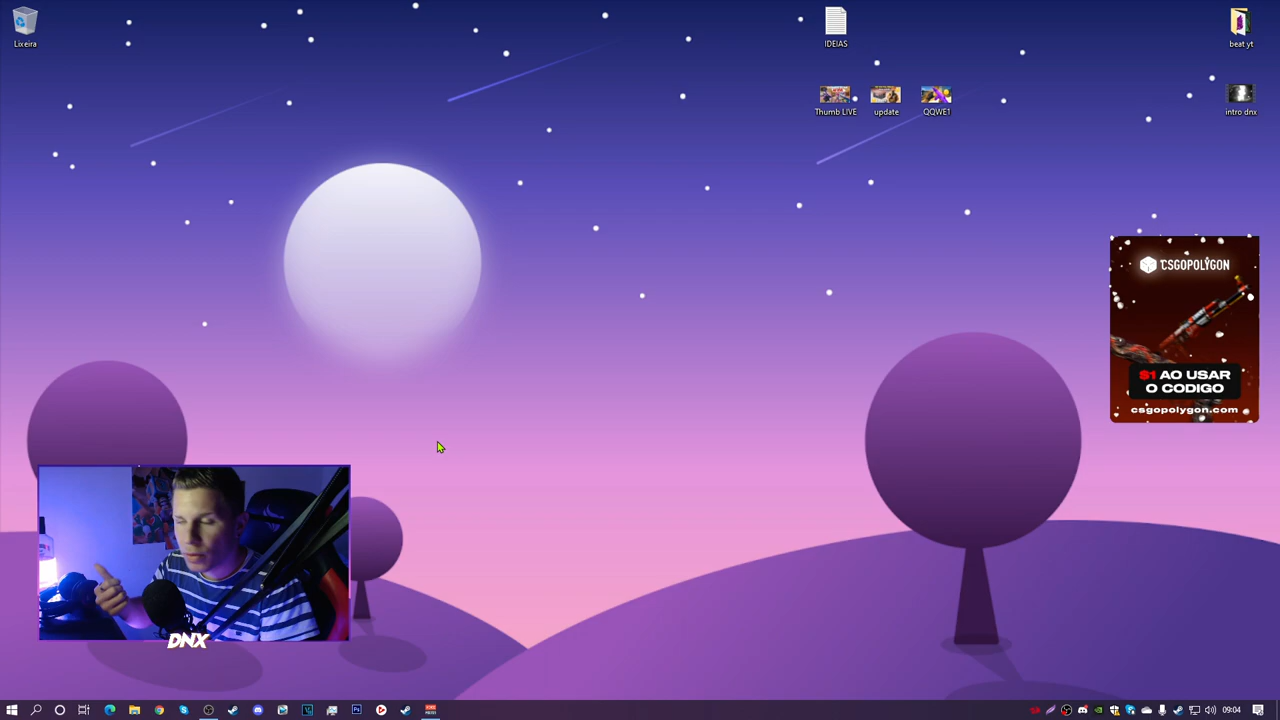 Lixeira
IDEIAS
beat yt
Thumb LIVE
update
QQWE1
intro dnx
CSGOPOLYGON
$1 AO USAR
O CODIGO
csgopolygon.com
DNX
09:04